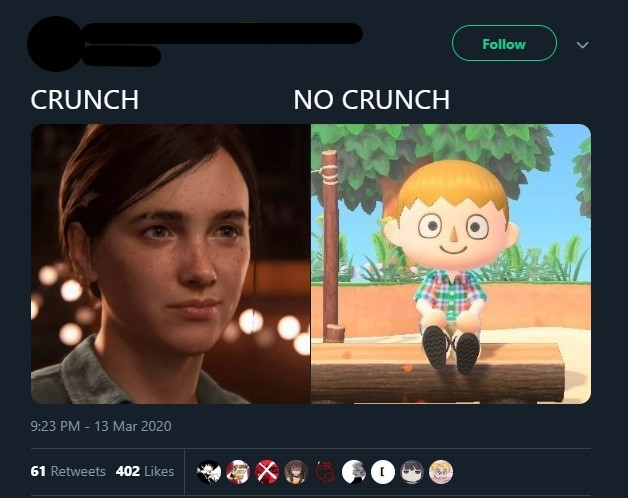 Follow
CRUNCH NO CRUNCH
9:23 PM - 13 Mar 2020
61 Retweets 402 Likes